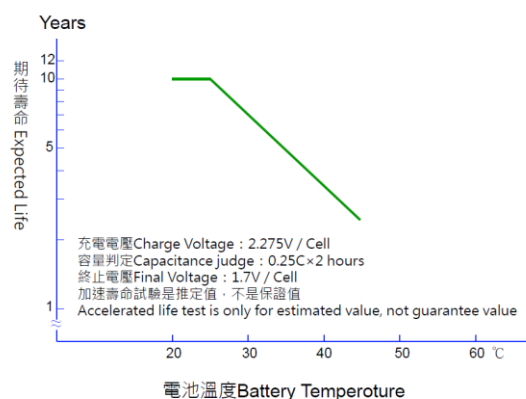 Years
12
10
5
1
期待壽命 Expected Life
充電電壓Charge Voltage：2.275V / Cell
容量判定Capacitance judge：0.25C×2 hours
終止電壓Final Voltage：1.7V / Cell
加速壽命試驗是推定值，不是保證值
Accelerated life test is only for estimated value, not guarantee value
20 30 40 50 60 ℃
電池溫度Battery Temperoture